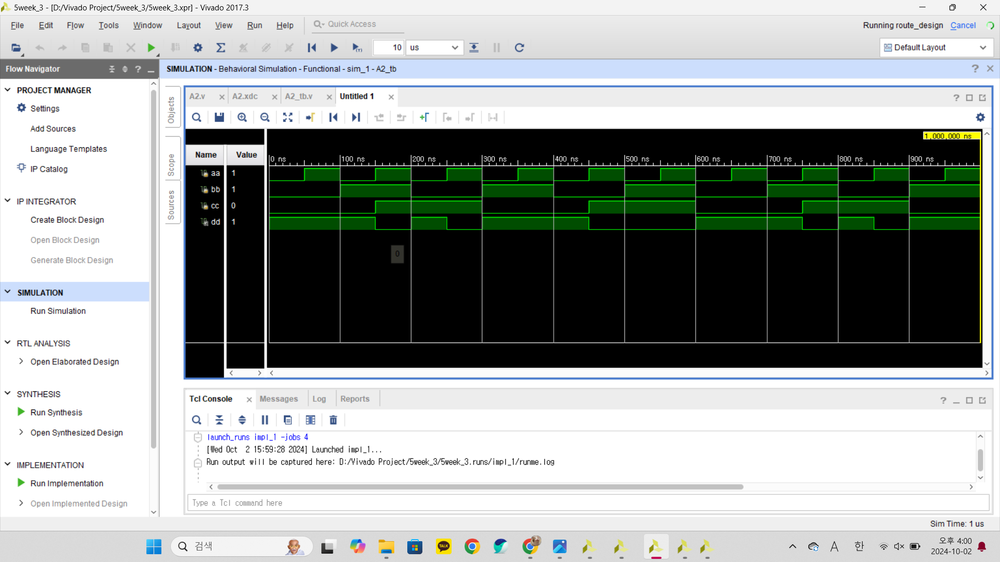 5week_3 - [D:/Vivado Project/5week_3/5week_3.xpr] - Vivado 2017.3
File Edit Flow Tools Window Layout View Run Help Quick Access
Running route_design Cancel
10 us
Default Layout
Flow Navigator
SIMULATION - Behavioral Simulation - Functional - sim_1 - A2_tb
PROJECT MANAGER
Settings
Add Sources
Language Templates
IP Catalog
IP INTEGRATOR
Create Block Design
Open Block Design
Generate Block Design
SIMULATION
Run Simulation
RTL ANALYSIS
Open Elaborated Design
SYNTHESIS
Run Synthesis
Open Synthesized Design
IMPLEMENTATION
Run Implementation
Open Implemented Design
Objects
Scope
Sources
A2.v A2.xdc A2_tb.v Untitled 1
1,000,000 ns
Name Value
0 ns 100 ns 200 ns 300 ns 400 ns 500 ns 600 ns 700 ns 800 ns 900 ns
aa 1
bb 1
cc 0
dd 1
0
Tcl Console Messages Log Reports
launch_runs impl_1 -jobs 4
[Wed Oct  2 15:59:28 2024] Launched impl_1...
Run output will be captured here: D:/Vivado Project/5week_3/5week_3.runs/impl_1/runme.log
Type a Tcl command here
Sim Time: 1 us
검색
TALK
A 한
오후 4:00
2024-10-02